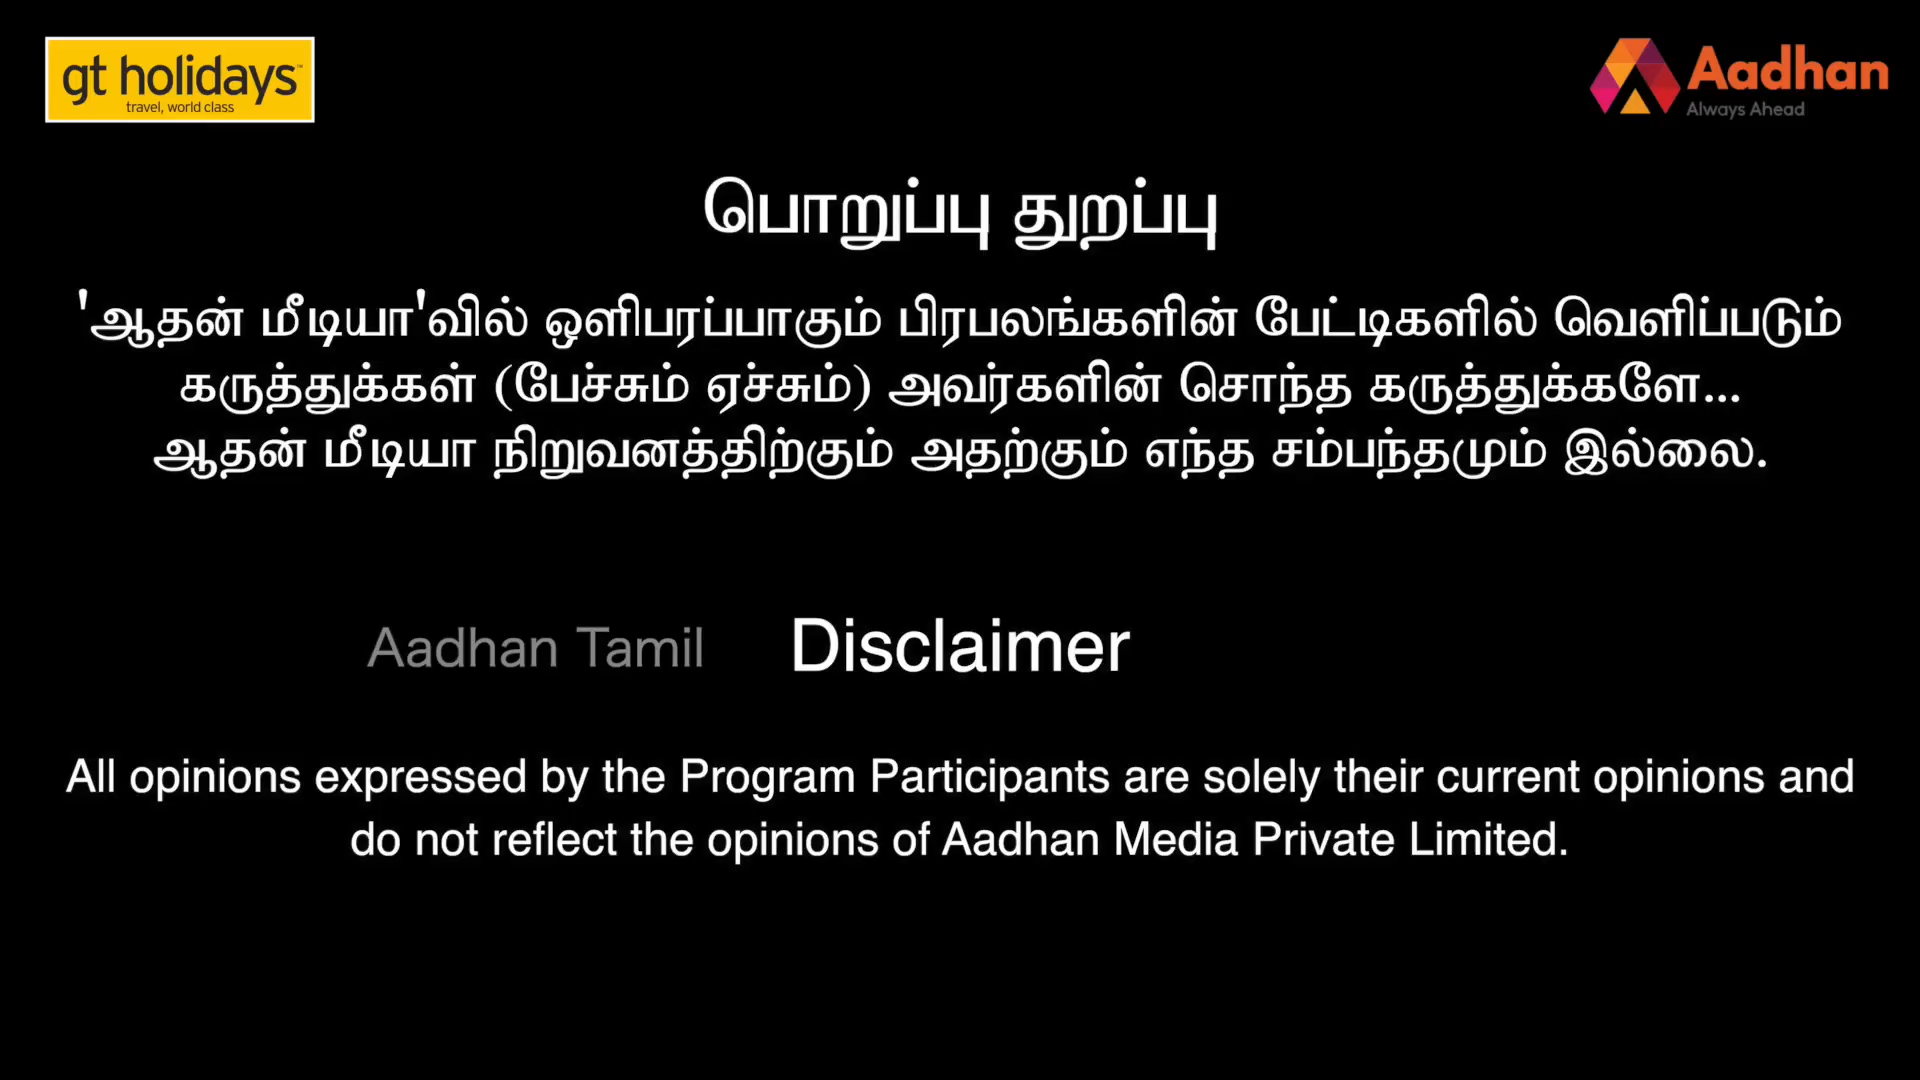 gt holidays™
travel, world class
Aadhan
Always Ahead
பொறுப்பு துறப்பு
'ஆதன் மீடியா'வில் ஒளிபரப்பாகும் பிரபலங்களின் பேட்டிகளில் வெளிப்படும்
கருத்துக்கள் (பேச்சும் ஏச்சும்) அவர்களின் சொந்த கருத்துக்களே...
ஆதன் மீடியா நிறுவனத்திற்கும் அதற்கும் எந்த சம்பந்தமும் இல்லை.
Aadhan Tamil
Disclaimer
All opinions expressed by the Program Participants are solely their current opinions and
do not reflect the opinions of Aadhan Media Private Limited.